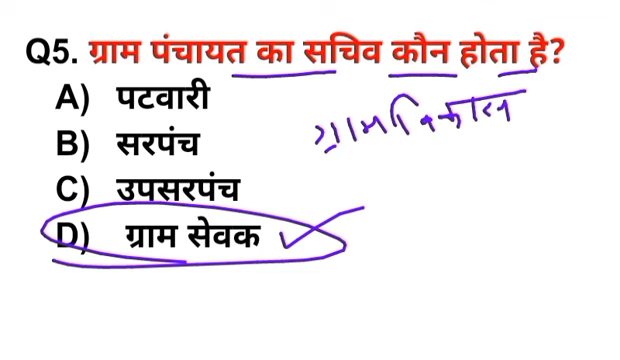 Q5. ग्राम पंचायत का सचिव कौन होता है?
A) पटवारी
B) सरपंच
ग्राम विकास
C) उपसरपंच
D) ग्राम सेवक